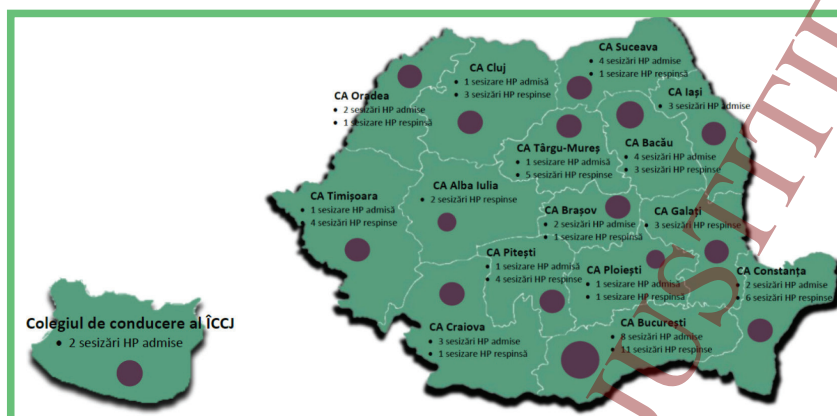 CA Suceava
• 4 sesizări HP admise
• 1 sesizare HP respinsă
CA Cluj
• 1 sesizare HP admisă
• 3 sesizări HP respinse
CA Oradea
• 2 sesizări HP admise
• 1 sesizare HP respinsă
CA Iași
• 3 sesizări HP admise
CA Târgu-Mureș
• 1 sesizare HP admisă
• 5 sesizări HP respinse
CA Bacău
• 4 sesizări HP admise
• 3 sesizări HP respinse
CA Timișoara
• 1 sesizare HP admisă
• 4 sesizări HP respinse
CA Alba Iulia
• 2 sesizări HP respinse
CA Brașov
• 2 sesizări HP admise
• 1 sesizare HP respinsă
CA Galați
• 3 sesizări HP respinse
CA Pitești
• 1 sesizare HP admisă
• 4 sesizări HP respinse
CA Ploiești
• 1 sesizare HP admisă
• 1 sesizare HP respinsă
CA Constanța
• 2 sesizări HP admise
• 6 sesizări HP respinse
Colegiul de conducere al ÎCCJ
• 2 sesizări HP admise
CA Craiova
• 3 sesizări HP admise
• 1 sesizare HP respinsă
CA București
• 8 sesizări HP admise
• 11 sesizări HP respinse
JUSTITII